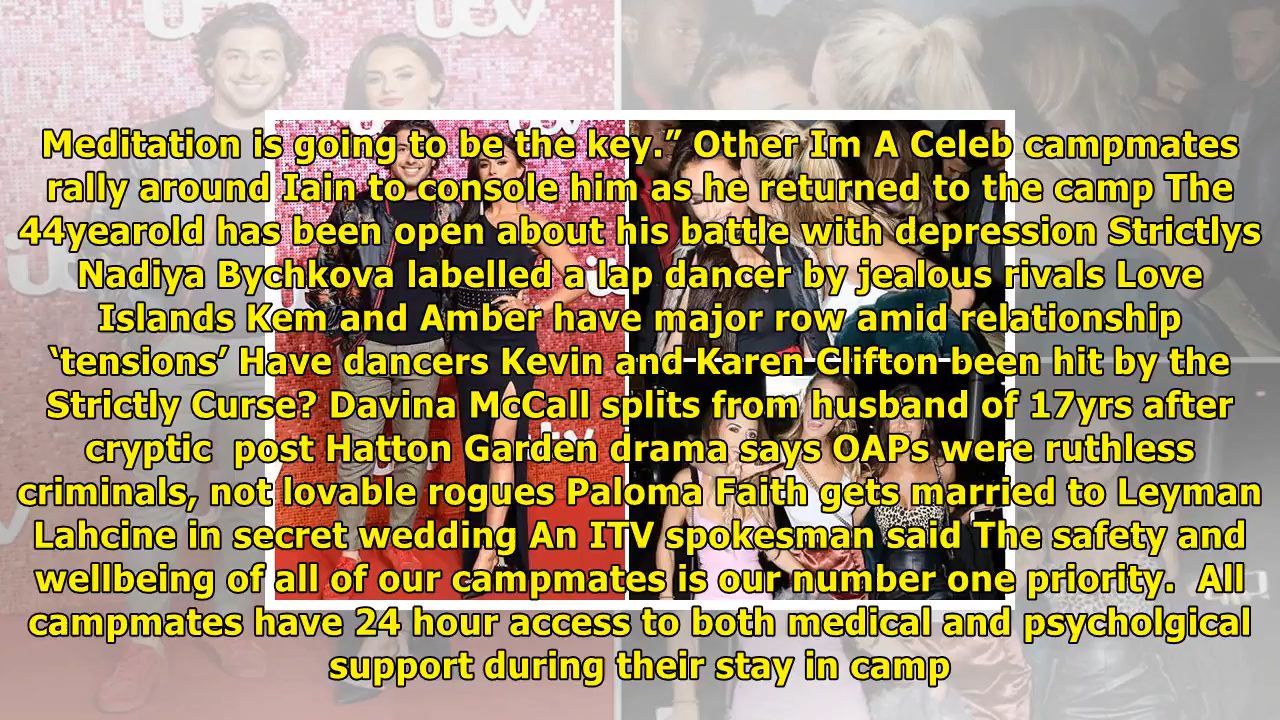 Meditation is going to be the key.” Other Im A Celeb campmates
rally around Iain to console him as he returned to the camp The
44yearold has been open about his battle with depression Strictlys
Nadiya Bychkova labelled a lap dancer by jealous rivals Love
Islands Kem and Amber have major row amid relationship
‘tensions’ Have dancers Kevin and Karen Clifton been hit by the
Strictly Curse? Davina McCall splits from husband of 17yrs after
cryptic  post Hatton Garden drama says OAPs were ruthless
criminals, not lovable rogues Paloma Faith gets married to Leyman
Lahcine in secret wedding An ITV spokesman said The safety and
wellbeing of all of our campmates is our number one priority.  All
campmates have 24 hour access to both medical and psycholgical
support during their stay in camp